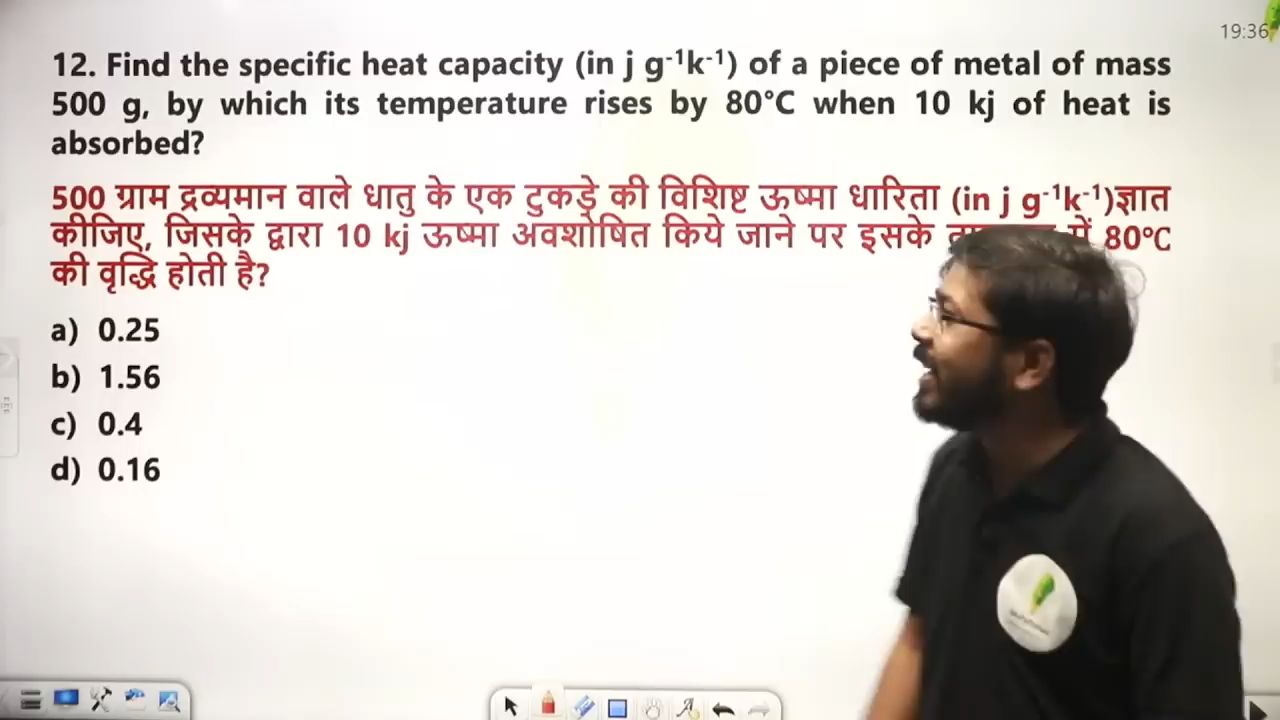 19:36
12. Find the specific heat capacity (in j g⁻¹k⁻¹) of a piece of metal of mass
500 g, by which its temperature rises by 80°C when 10 kj of heat is
absorbed?
500 ग्राम द्रव्यमान वाले धातु के एक टुकड़े की विशिष्ट ऊष्मा धारिता (in j g⁻¹k⁻¹)ज्ञात
कीजिए, जिसके द्वारा 10 kj ऊष्मा अवशोषित किये जाने पर इसके में 80°C
की वृद्धि होती है?
a) 0.25
b) 1.56
c) 0.4
d) 0.16